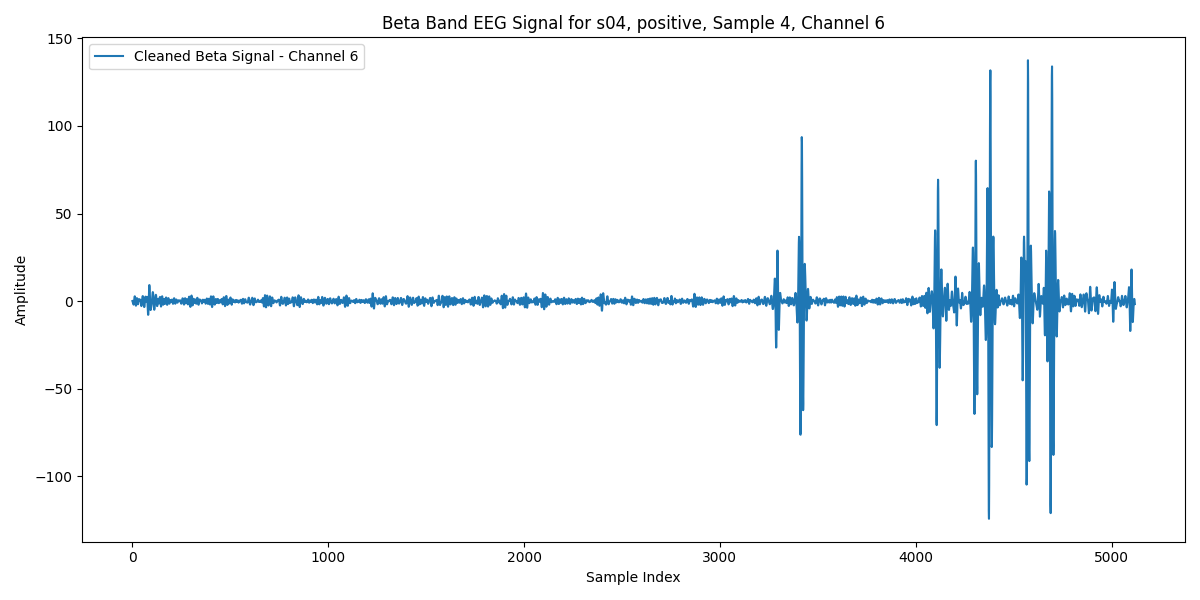 Beta Band EEG Signal for s04, positive, Sample 4, Channel 6
Cleaned Beta Signal - Channel 6
150
100
50
0
−50
−100
Amplitude
0 1000 2000 3000 4000 5000
Sample Index